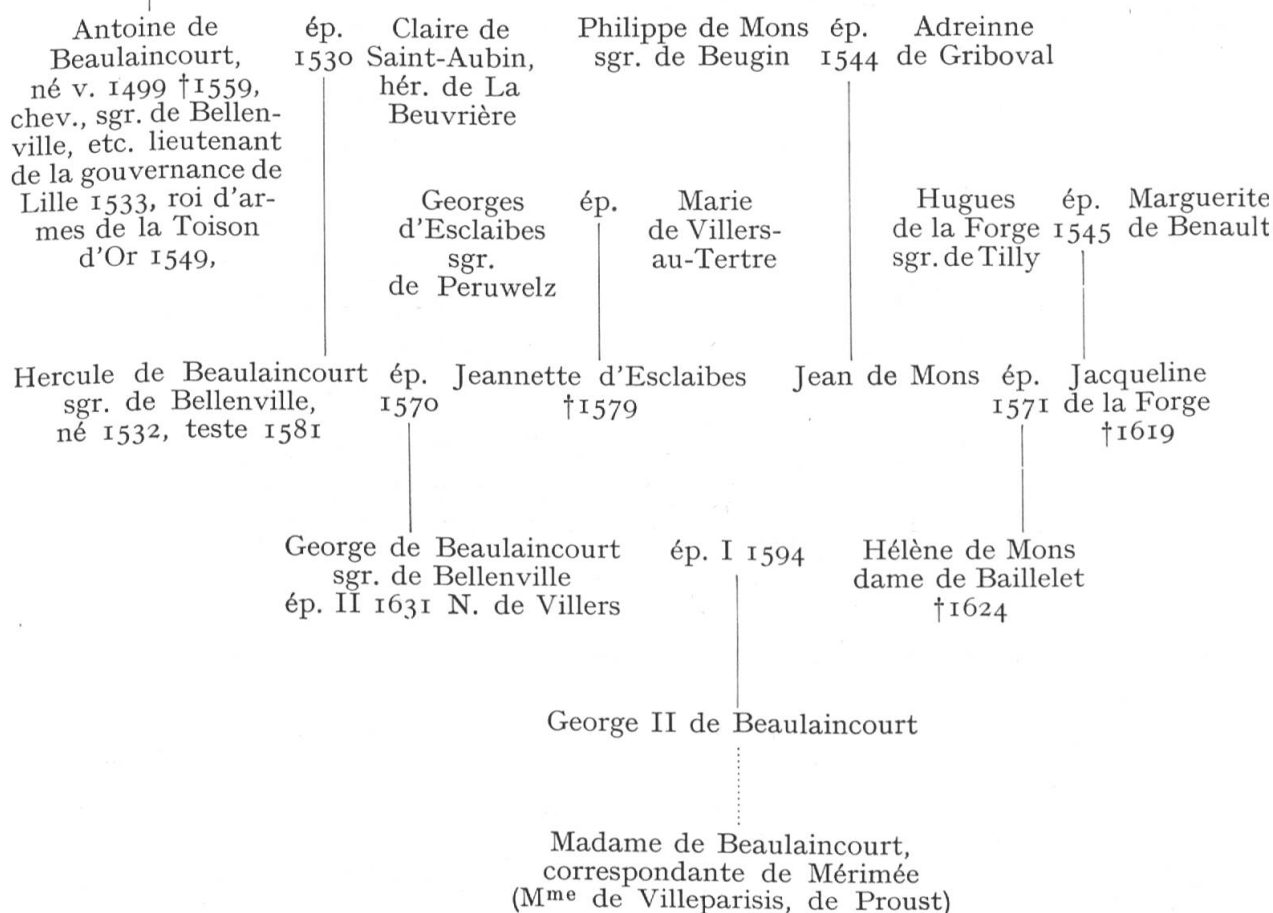 Antoine de
Beaulaincourt,
né v. 1499 †1559,
chev., sgr. de Bellen-
ville, etc. lieutenant
de la gouvernance de
Lille 1533, roi d'ar-
mes de la Toison
d'Or 1549,
ép.
1530
Claire de
Saint-Aubin,
hér. de La
Beuvrière
Philippe de Mons
sgr. de Beugin
ép.
1544
Adreinne
de Griboval
Georges
d'Esclaibes
sgr.
de Peruwelz
ép.
Marie
de Villers-
au-Tertre
Hugues
de la Forge
sgr. de Tilly
ép.
1545
Marguerite
de Benault
Hercule de Beaulaincourt
sgr. de Bellenville,
né 1532, teste 1581
ép.
1570
Jeannette d'Esclaibes
†1579
Jean de Mons
ép.
1571
Jacqueline
de la Forge
†1619
George de Beaulaincourt
sgr. de Bellenville
ép. II 1631 N. de Villers
ép. I 1594
Hélène de Mons
dame de Baillelet
†1624
George II de Beaulaincourt
Madame de Beaulaincourt,
correspondante de Mérimée
(Mme de Villeparisis, de Proust)